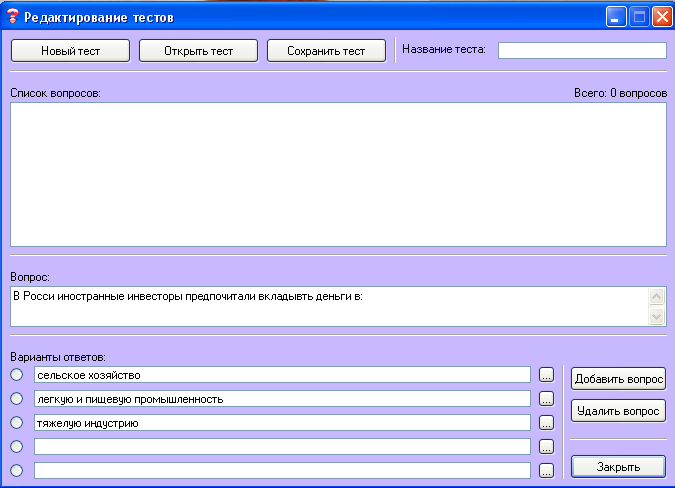 Редактирование тестов
Новый тест Открыть тест Сохранить тест Название теста:
Список вопросов: Всего: 0 вопросов
Вопрос:
В Росси иностранные инвесторы предпочитали вкладывть деньги в:
Варианты ответов:
сельское хозяйство ... Добавить вопрос
легкую и пищевую промышленность ...
Удалить вопрос
тяжелую индустрию ...
...
... Закрыть